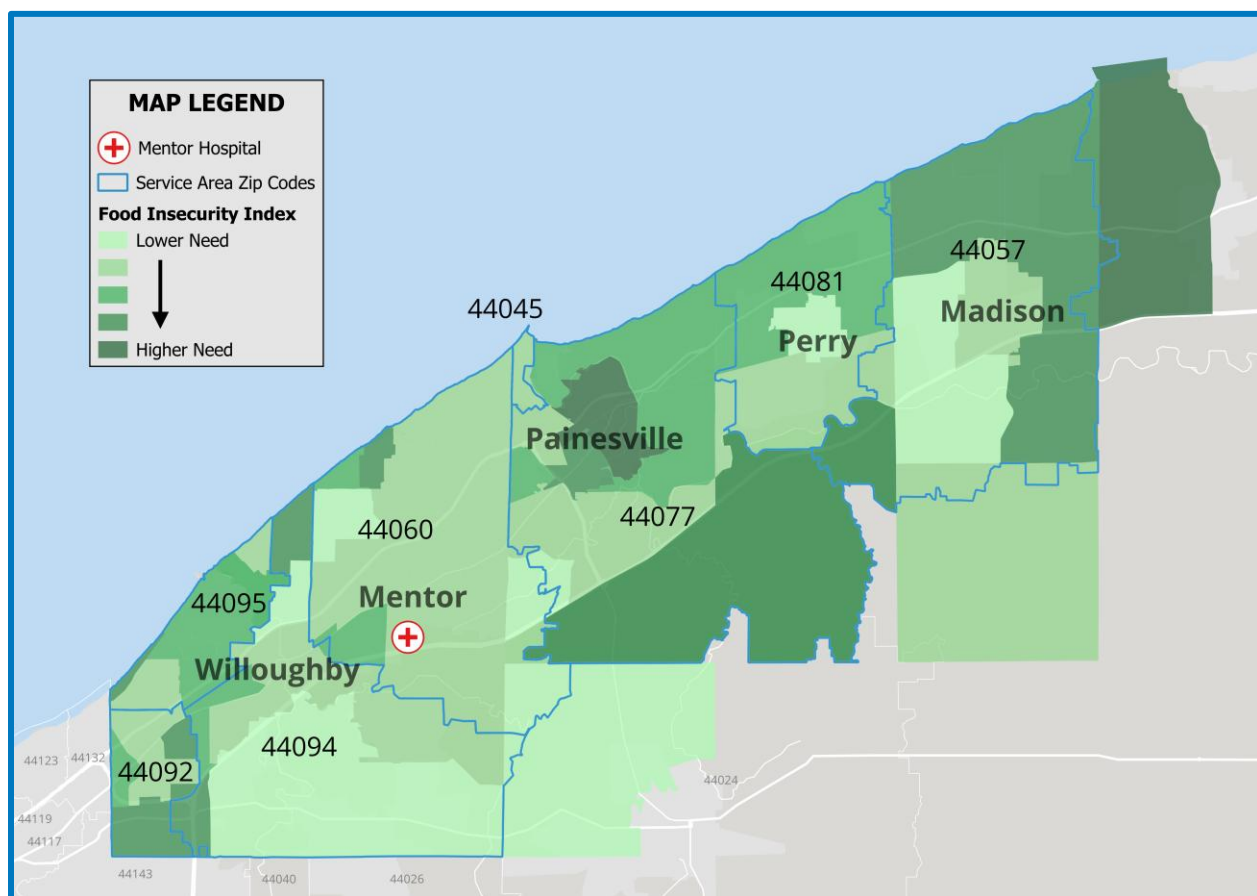 MAP LEGEND
Mentor Hospital
Service Area Zip Codes
Food Insecurity Index
Lower Need
Higher Need
44057
44081
Madison
44045
Perry
Painesville
44077
44060
Mentor
44095
Willoughby
44094
44092
44123
44132
44024
44119
44117
44143
44040
44026